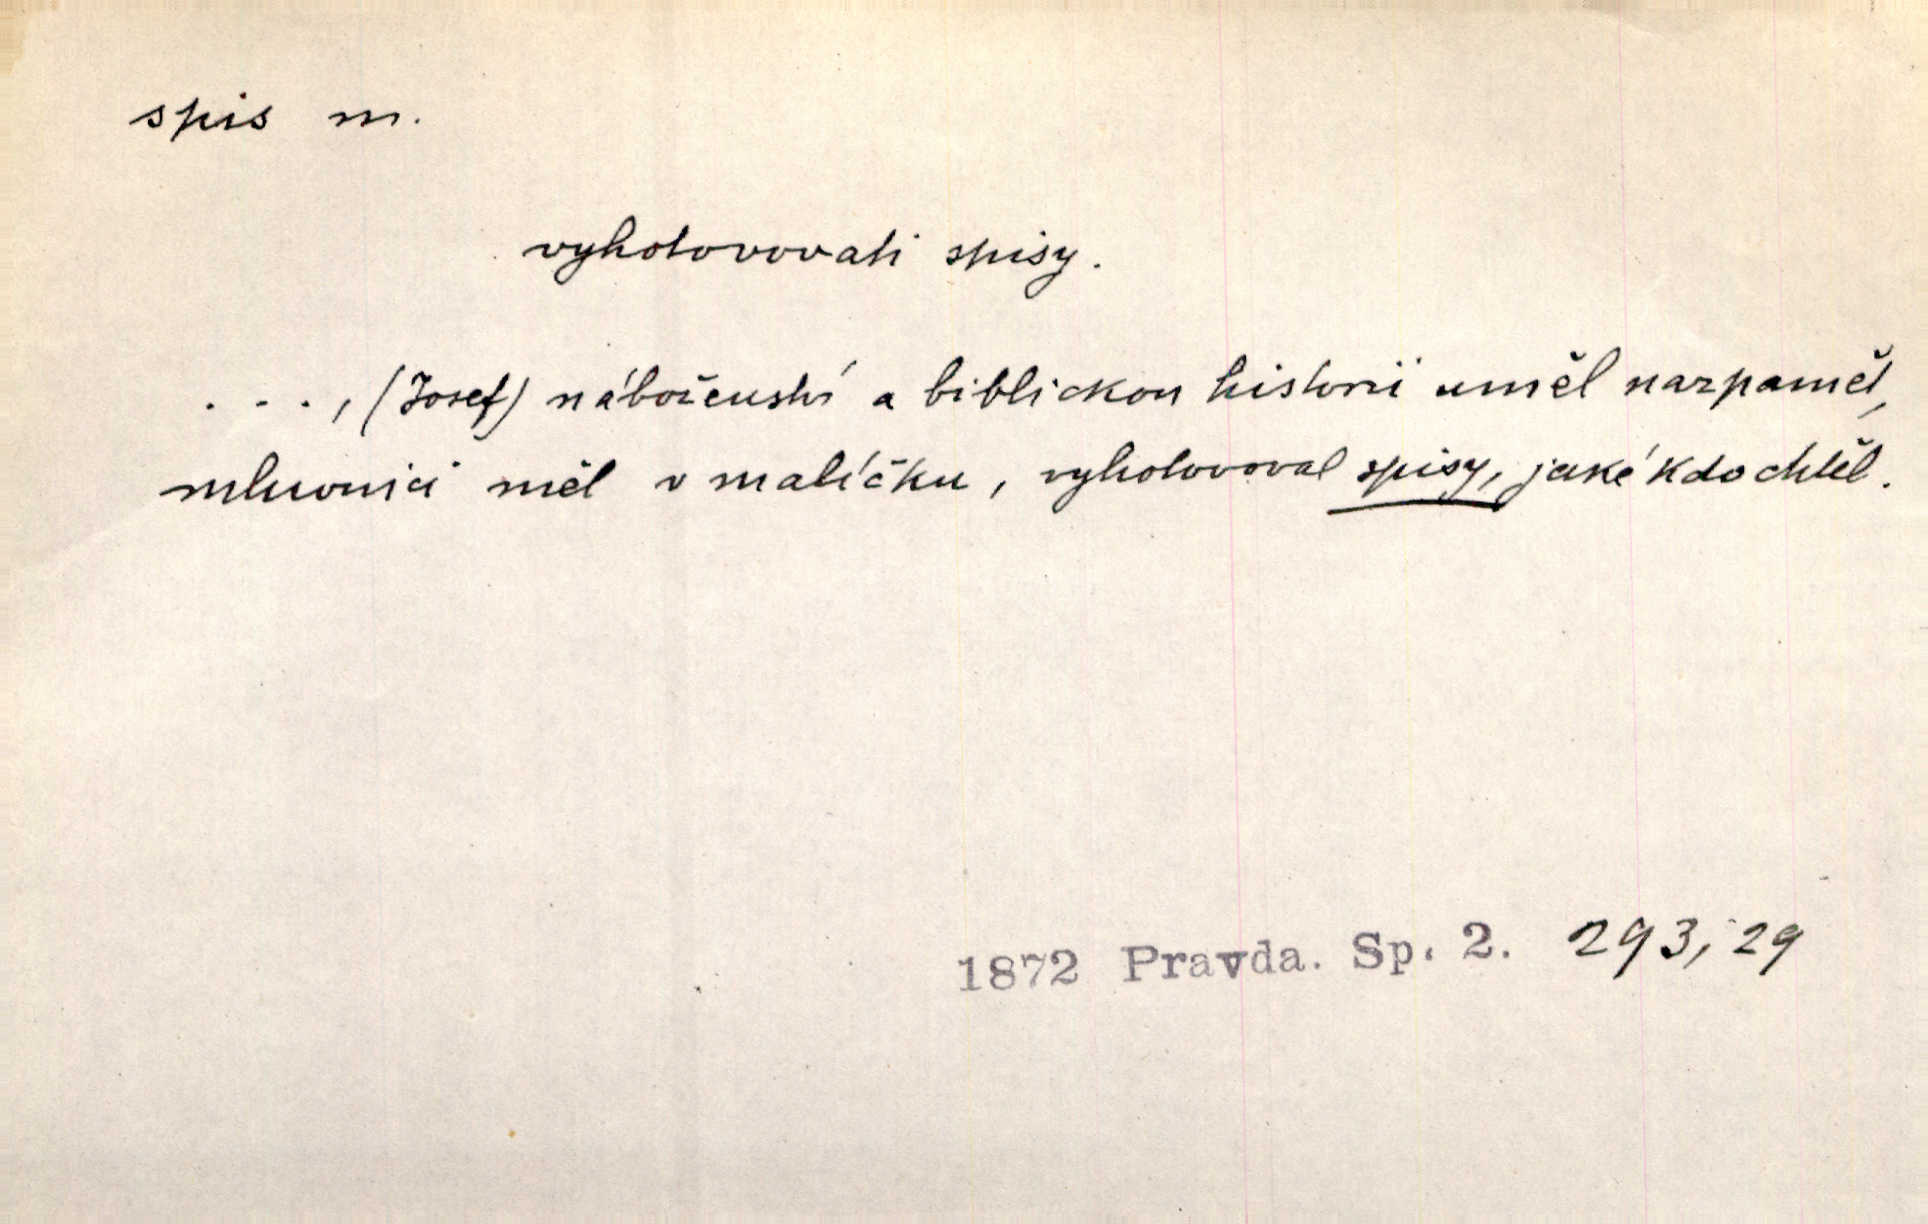 spis m.
vyhotovovati spisy.
. . . , (Josef) náboženství a biblickou historii uměl nazpaměť,
mluvnici měl v malíčku, vyhotovoval spisy, jaké kdo chtěl.
1872 Pravda. Sp. 2. 293, 29